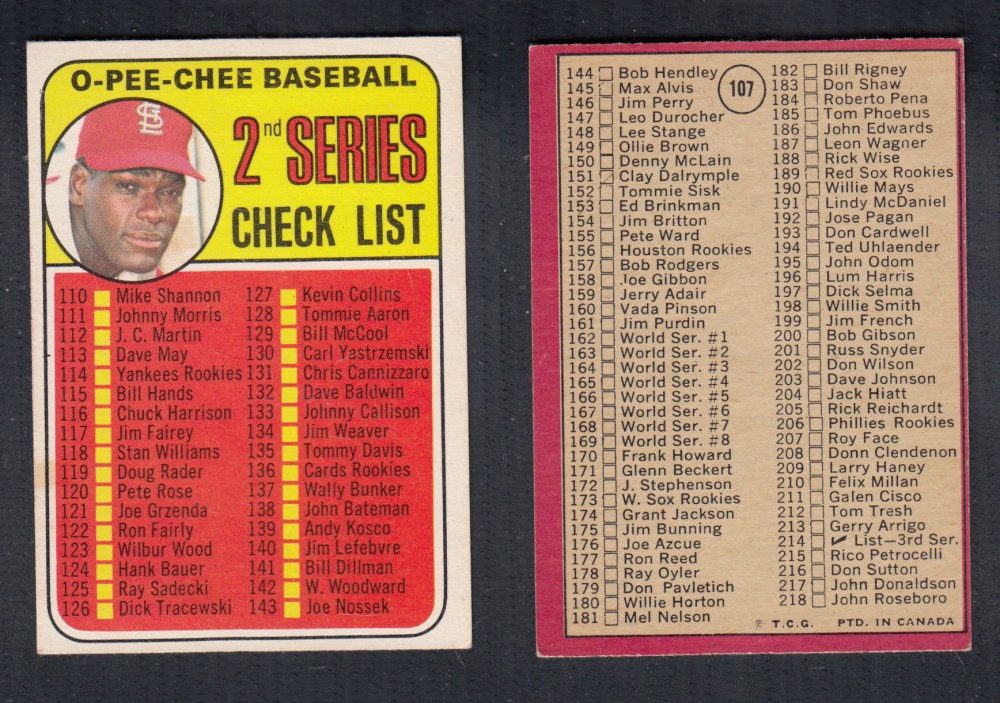 O-PEE-CHEE BASEBALL
STL
2nd SERIES
CHECK LIST
110 Mike Shannon
111 Johnny Morris
112 J. C. Martin
113 Dave May
114 Yankees Rookies
115 Bill Hands
116 Chuck Harrison
117 Jim Fairey
118 Stan Williams
119 Doug Rader
120 Pete Rose
121 Joe Grzenda
122 Ron Fairly
123 Wilbur Wood
124 Hank Bauer
125 Ray Sadecki
126 Dick Tracewski
127 Kevin Collins
128 Tommie Aaron
129 Bill McCool
130 Carl Yastrzemski
131 Chris Cannizzaro
132 Dave Baldwin
133 Johnny Callison
134 Jim Weaver
135 Tommy Davis
136 Cards Rookies
137 Wally Bunker
138 John Bateman
139 Andy Kosco
140 Jim Lefebvre
141 Bill Dillman
142 W. Woodward
143 Joe Nossek
107
144 Bob Hendley
145 Max Alvis
146 Jim Perry
147 Leo Durocher
148 Lee Stange
149 Ollie Brown
150 Denny McLain
151 Clay Dalrymple
152 Tommie Sisk
153 Ed Brinkman
154 Jim Britton
155 Pete Ward
156 Houston Rookies
157 Bob Rodgers
158 Joe Gibbon
159 Jerry Adair
160 Vada Pinson
161 Jim Purdin
162 World Ser. #1
163 World Ser. #2
164 World Ser. #3
165 World Ser. #4
166 World Ser. #5
167 World Ser. #6
168 World Ser. #7
169 World Ser. #8
170 Frank Howard
171 Glenn Beckert
172 J. Stephenson
173 W. Sox Rookies
174 Grant Jackson
175 Jim Bunning
176 Joe Azcue
177 Ron Reed
178 Ray Oyler
179 Don Pavletich
180 Willie Horton
181 Mel Nelson
182 Bill Rigney
183 Don Shaw
184 Roberto Pena
185 Tom Phoebus
186 John Edwards
187 Leon Wagner
188 Rick Wise
189 Red Sox Rookies
190 Willie Mays
191 Lindy McDaniel
192 Jose Pagan
193 Don Cardwell
194 Ted Uhlaender
195 John Odom
196 Lum Harris
197 Dick Selma
198 Willie Smith
199 Jim French
200 Bob Gibson
201 Russ Snyder
202 Don Wilson
203 Dave Johnson
204 Jack Hiatt
205 Rick Reichardt
206 Phillies Rookies
207 Roy Face
208 Donn Clendenon
209 Larry Haney
210 Felix Millan
211 Galen Cisco
212 Tom Tresh
213 Gerry Arrigo
214 ✓ List—3rd Ser.
215 Rico Petrocelli
216 Don Sutton
217 John Donaldson
218 John Roseboro
© T.C.G. PTD. IN CANADA